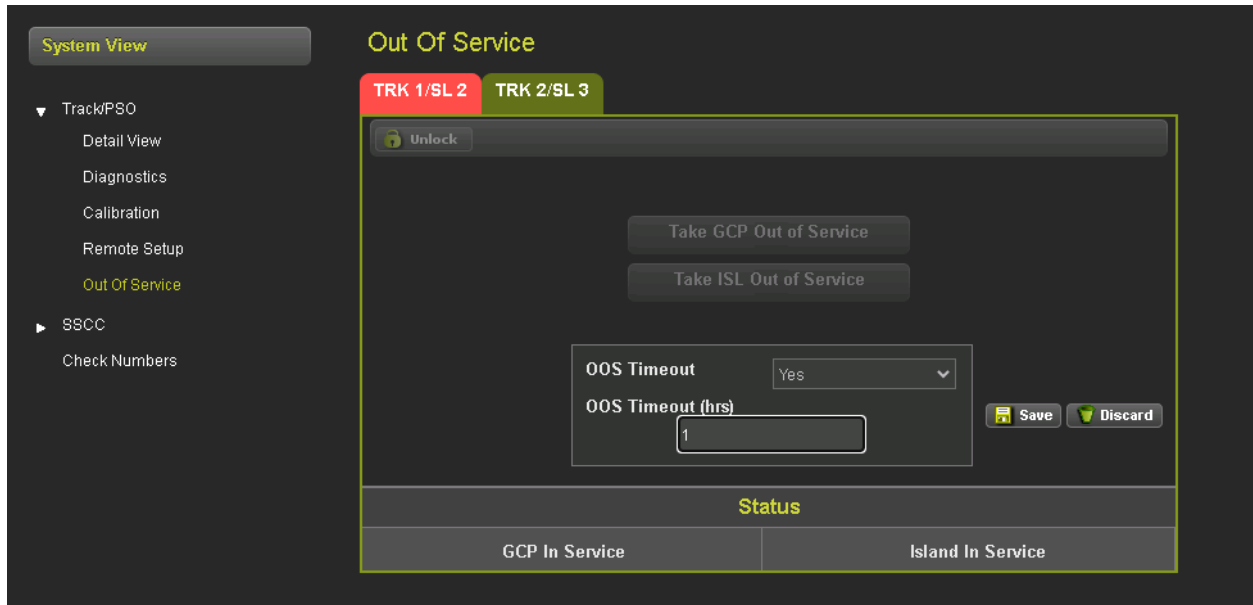 System View
Track/PSO
Detail View
Diagnostics
Calibration
Remote Setup
Out Of Service
SSCC
Check Numbers
Out Of Service
TRK 1/SL 2 TRK 2/SL 3
Unlock
Take GCP Out of Service
Take ISL Out of Service
OOS Timeout Yes
OOS Timeout (hrs)
1
Save Discard
Status
GCP In Service Island In Service